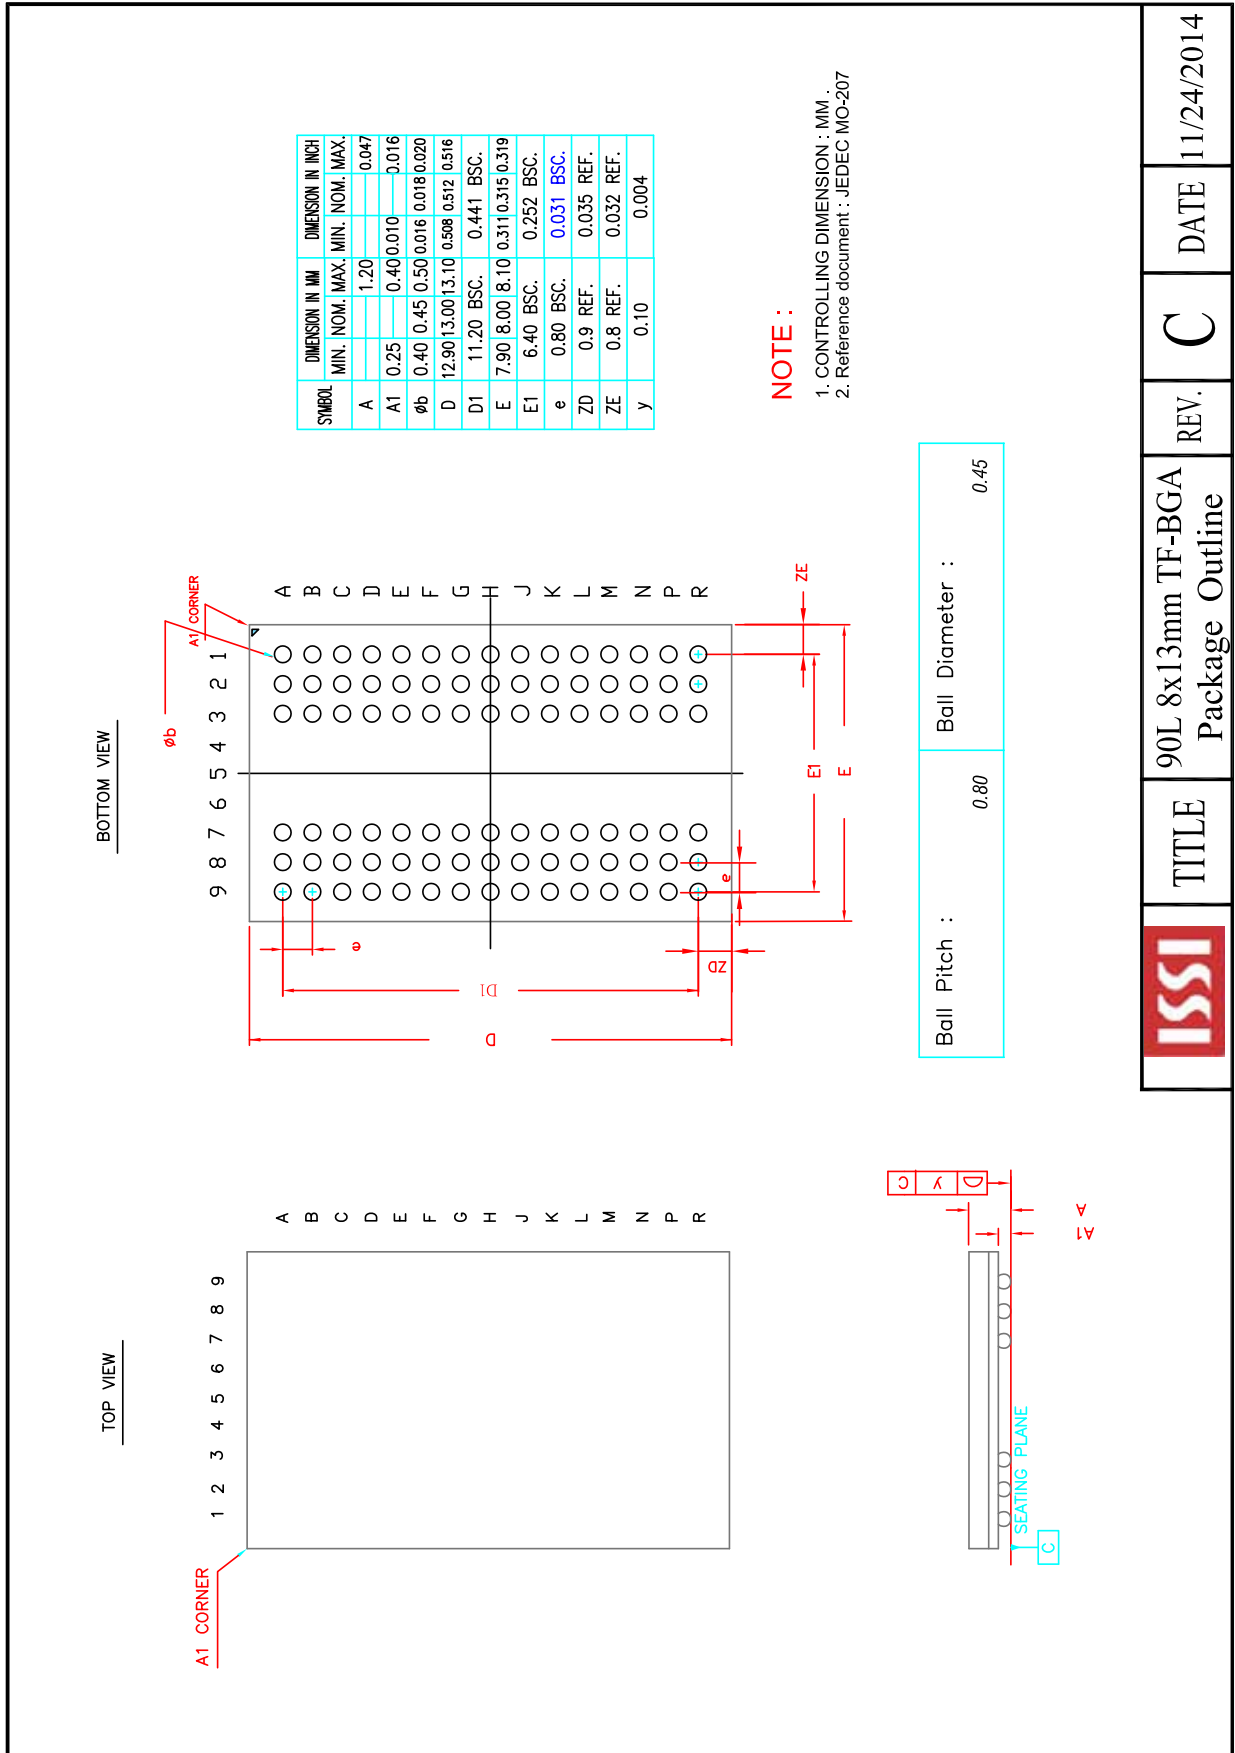 TOP VIEW
A1 CORNER
1 2 3 4 5 6 7 8 9
A
B
C
D
E
F
G
H
J
K
L
M
N
P
R
BOTTOM VIEW
øb
A1 CORNER
9 8 7 6 5 4 3 2 1
A
B
C
D
E
F
G
H
J
K
L
M
N
P
R
e
D1
D
ZD
e
E1
E
ZE
SYMBOL DIMENSION IN MM DIMENSION IN INCH
MIN. NOM. MAX. MIN. NOM. MAX.
A 1.20 0.047
A1 0.25 0.40 0.010 0.016
øb 0.40 0.45 0.50 0.016 0.018 0.020
D 12.90 13.00 13.10 0.508 0.512 0.516
D1 11.20 BSC. 0.441 BSC.
E 7.90 8.00 8.10 0.311 0.315 0.319
E1 6.40 BSC. 0.252 BSC.
e 0.80 BSC. 0.031 BSC.
ZD 0.9 REF. 0.035 REF.
ZE 0.8 REF. 0.032 REF.
y 0.10 0.004
NOTE :
1. CONTROLLING DIMENSION : MM .
2. Reference document : JEDEC MO-207
SEATING PLANE
C
C y
A
A1
Ball Pitch : 0.80 Ball Diameter : 0.45
ISSI
TITLE
90L 8x13mm TF-BGA
Package Outline
REV.
C
DATE
11/24/2014